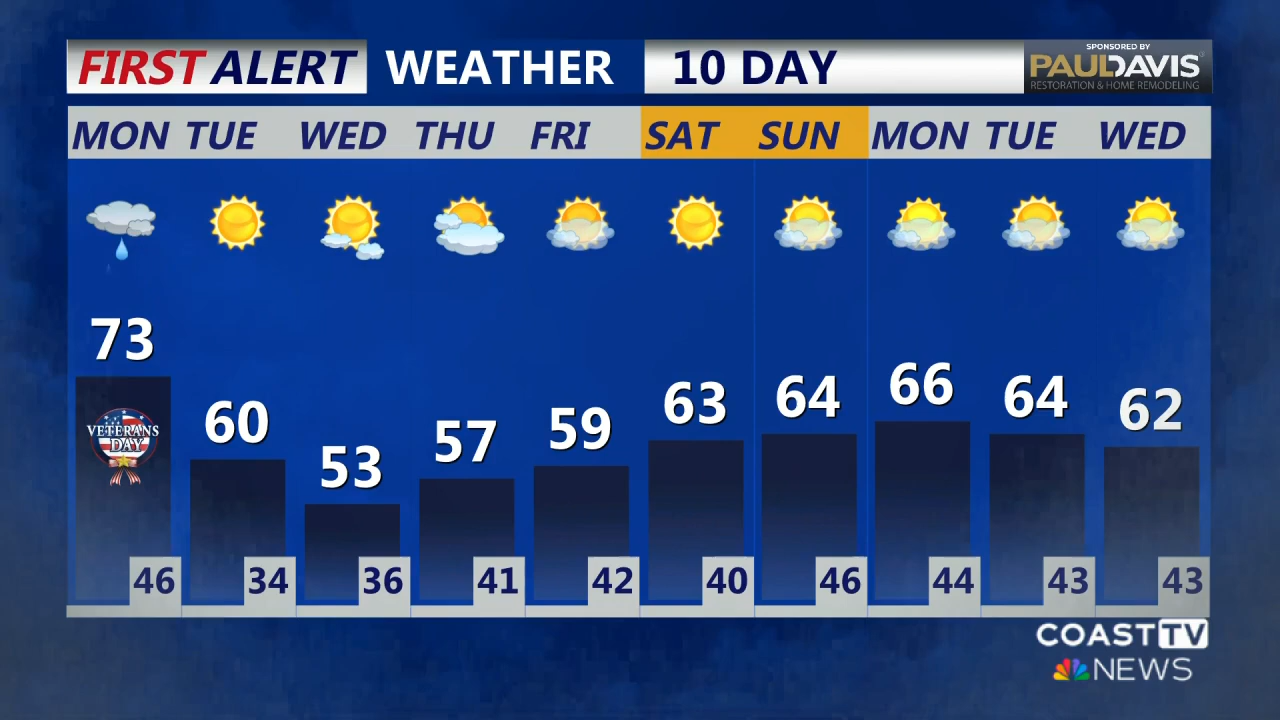 FIRST ALERT WEATHER 10 DAY
SPONSORED BY
PAUL DAVIS
RESTORATION & HOME REMODELING
MON TUE WED THU FRI SAT SUN MON TUE WED
73 60 53 57 59 63 64 66 64 62
VETERANS
DAY
46 34 36 41 42 40 46 44 43 43
COAST TV
NEWS